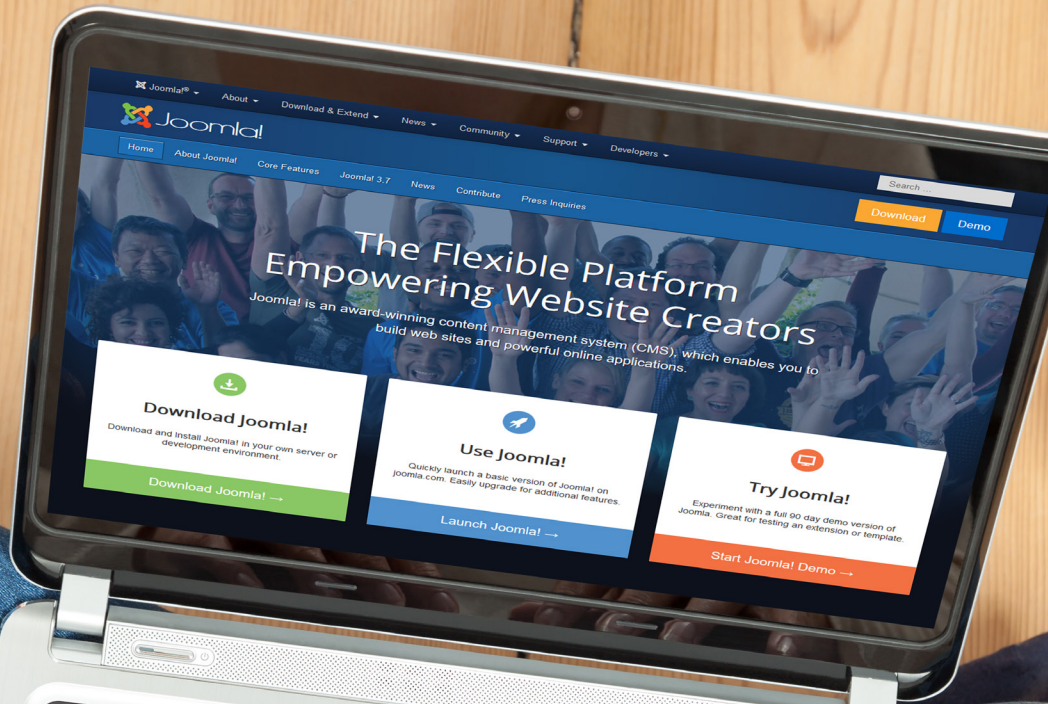 Joomla!®
About
Download & Extend
News
Community
Support
Developers
Joomla!
Search ...
Download
Demo
Home
About Joomla!
Core Features
Joomla! 3.7
News
Contribute
Press Inquiries
The Flexible Platform
Empowering Website Creators
Joomla! is an award-winning content management system (CMS), which enables you to
build web sites and powerful online applications.
Download Joomla!
Download and Install Joomla! in your own server or
development environment.
Download Joomla! →
Use Joomla!
Quickly launch a basic version of Joomla! on
joomla.com. Easily upgrade for additional features.
Launch Joomla! →
Try Joomla!
Experiment with a full 90 day demo version of
Joomla. Great for testing an extension or template.
Start Joomla! Demo →